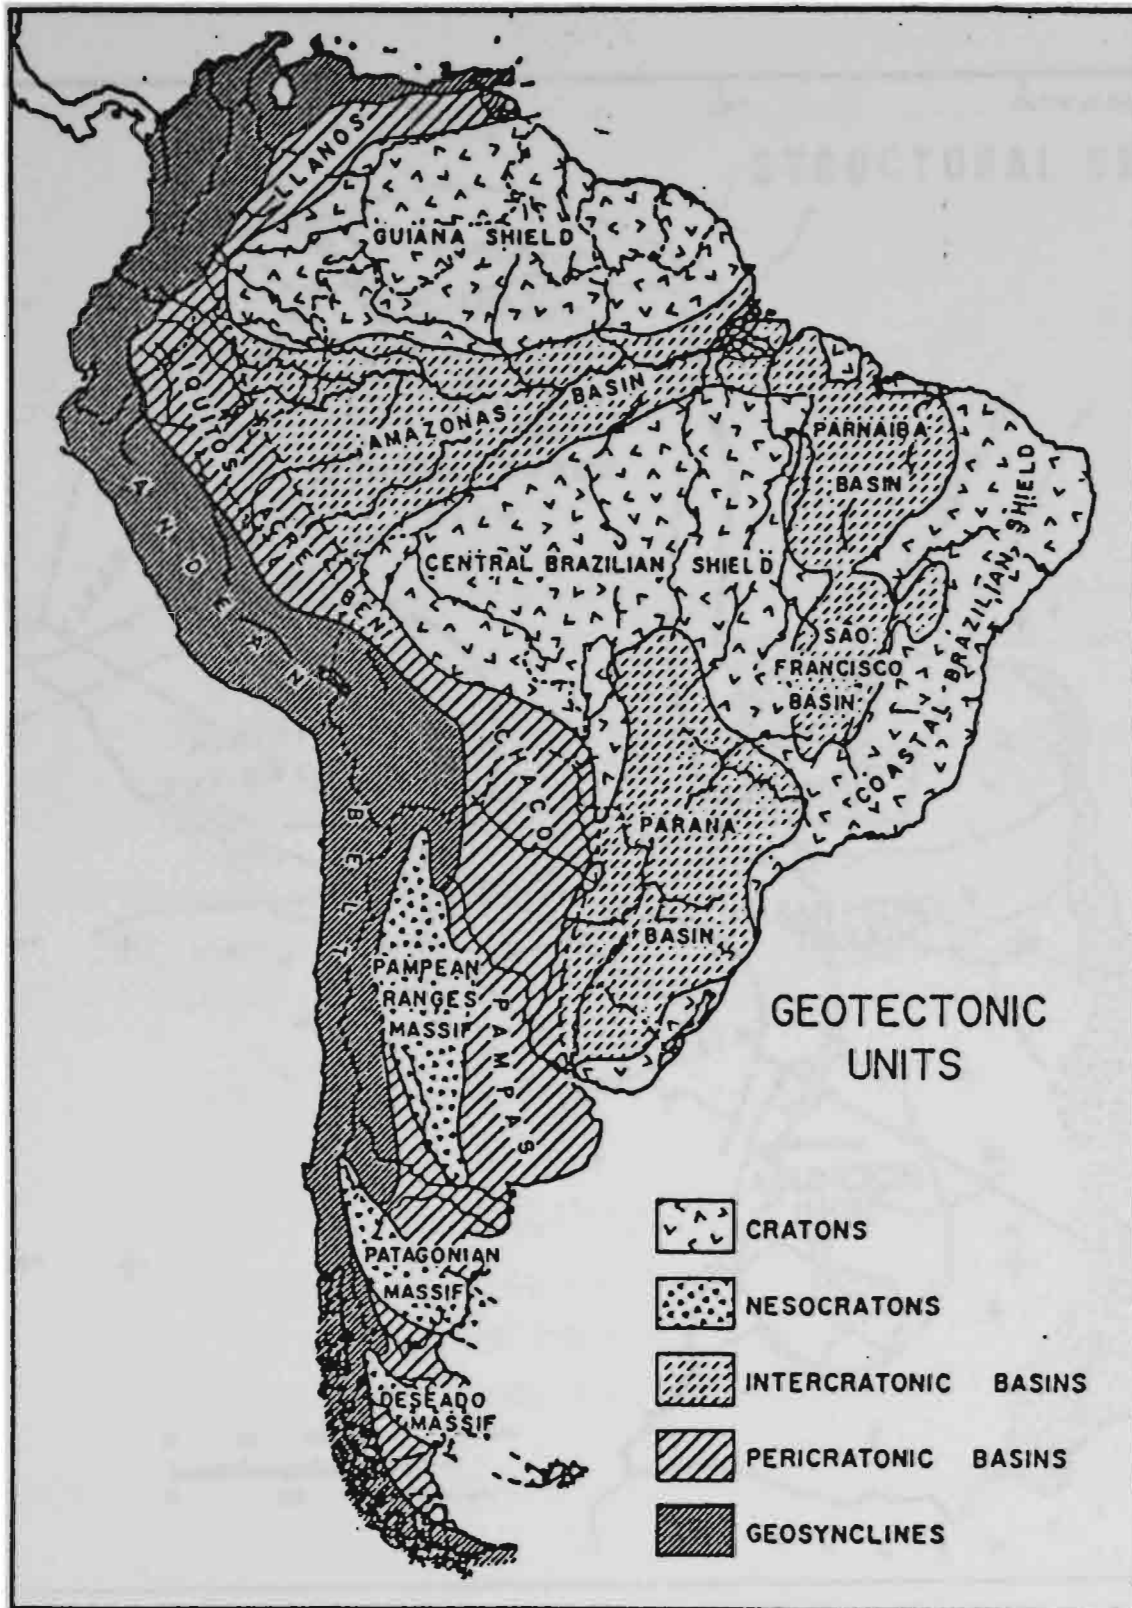 LLANOS
GUIANA SHIELD
IQUITOS
AMAZONAS BASIN
PARNAIBA
BASIN
ACRE
BENI
CENTRAL BRAZILIAN SHIELD
COASTAL BRAZILIAN SHIELD
SÃO
FRANCISCO
BASIN
ANDEAN BELT
CHACO
PARANA
BASIN
PAMPEAN
RANGES
MASSIF
PAMPAS
GEOTECTONIC
UNITS
PATAGONIAN
MASSIF
DESEADO
MASSIF
CRATONS
NESOCRATONS
INTERCRATONIC BASINS
PERICRATONIC BASINS
GEOSYNCLINES